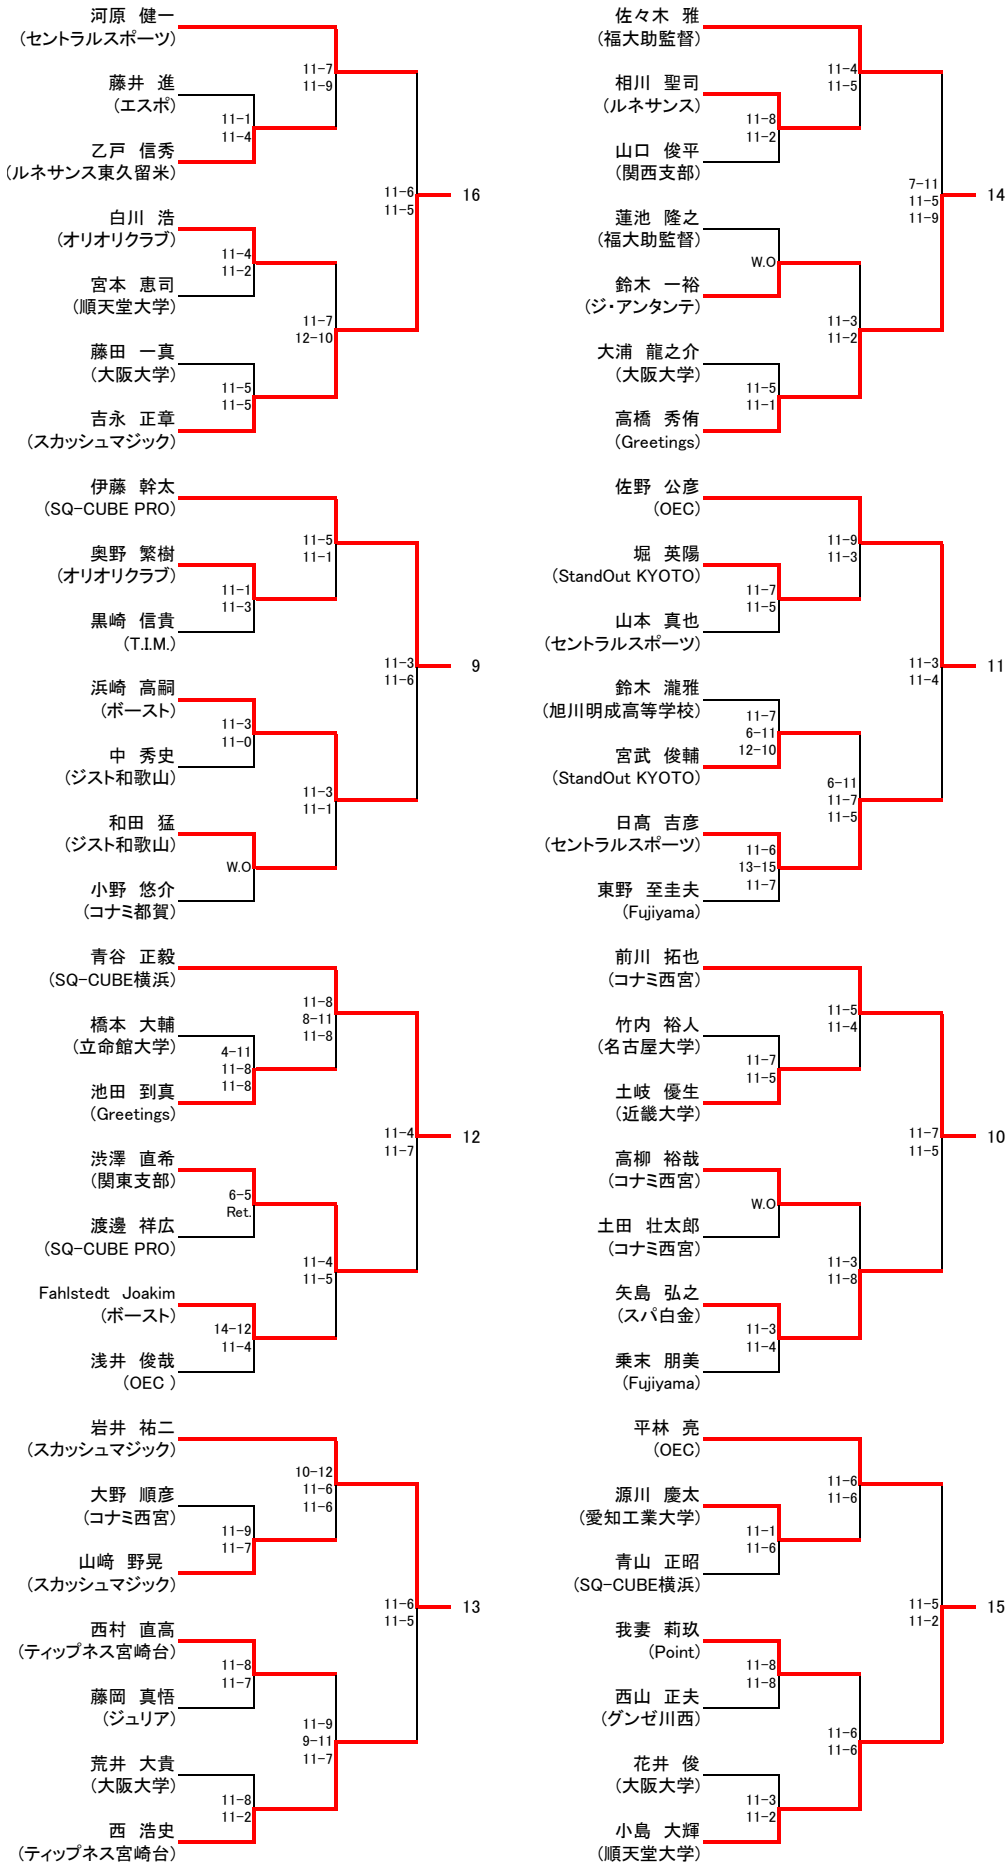 河原 健一
(セントラルスポーツ)
11-7
11-9
藤井 進
(エスポ)
11-1
11-4
乙戸 信秀
(ルネサンス東久留米)
11-6
11-5
16
白川 浩
(オリオリクラブ)
11-4
11-2
宮本 恵司
(順天堂大学)
11-7
12-10
藤田 一真
(大阪大学)
11-5
11-5
吉永 正章
(スカッシュマジック)
伊藤 幹太
(SQ-CUBE PRO)
11-5
11-1
奥野 繁樹
(オリオリクラブ)
11-1
11-3
黒崎 信貴
(T.I.M.)
11-3
11-6
9
浜崎 高嗣
(ボースト)
11-3
11-0
中 秀史
(ジスト和歌山)
11-3
11-1
和田 猛
(ジスト和歌山)
W.O
小野 悠介
(コナミ都賀)
青谷 正毅
(SQ-CUBE横浜)
11-8
8-11
11-8
橋本 大輔
(立命館大学)
4-11
11-8
11-8
池田 到真
(Greetings)
11-4
11-7
12
渋澤 直希
(関東支部)
6-5
Ret.
渡邊 祥広
(SQ-CUBE PRO)
11-4
11-5
Fahlstedt Joakim
(ボースト)
14-12
11-4
浅井 俊哉
(OEC )
岩井 祐二
(スカッシュマジック)
10-12
11-6
11-6
大野 順彦
(コナミ西宮)
11-9
11-7
山﨑 野晃
(スカッシュマジック)
11-6
11-5
13
西村 直高
(ティップネス宮崎台)
11-8
11-7
藤岡 真悟
(ジュリア)
11-9
9-11
11-7
荒井 大貴
(大阪大学)
11-8
11-2
西 浩史
(ティップネス宮崎台)
佐々木 雅
(福大助監督)
11-4
11-5
相川 聖司
(ルネサンス)
11-8
11-2
山口 俊平
(関西支部)
7-11
11-5
11-9
14
蓮池 隆之
(福大助監督)
W.O
鈴木 一裕
(ジ・アンタンテ)
11-3
11-2
大浦 龍之介
(大阪大学)
11-5
11-1
高橋 秀侑
(Greetings)
佐野 公彦
(OEC)
11-9
11-3
堀 英陽
(StandOut KYOTO)
11-7
11-5
山本 真也
(セントラルスポーツ)
11-3
11-4
11
鈴木 瀧雅
(旭川明成高等学校)
11-7
6-11
12-10
宮武 俊輔
(StandOut KYOTO)
6-11
11-7
11-5
日髙 吉彦
(セントラルスポーツ)
11-6
13-15
11-7
東野 至圭夫
(Fujiyama)
前川 拓也
(コナミ西宮)
11-5
11-4
竹内 裕人
(名古屋大学)
11-7
11-5
土岐 優生
(近畿大学)
11-7
11-5
10
高柳 裕哉
(コナミ西宮)
W.O
土田 壮太郎
(コナミ西宮)
11-3
11-8
矢島 弘之
(スパ白金)
11-3
11-4
乗末 朋美
(Fujiyama)
平林 亮
(OEC)
11-6
11-6
源川 慶太
(愛知工業大学)
11-1
11-6
青山 正昭
(SQ-CUBE横浜)
11-5
11-2
15
我妻 莉玖
(Point)
11-8
11-8
西山 正夫
(グンゼ川西)
11-6
11-6
花井 俊
(大阪大学)
11-3
11-2
小島 大輝
(順天堂大学)